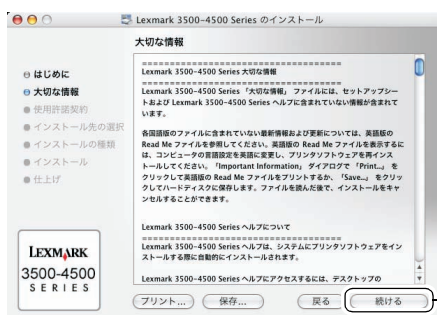 Lexmark 3500-4500 Series のインストール
大切な情報
はじめに
大切な情報
使用許諾契約
インストール先の選択
インストールの種類
インストール
仕上げ
LEXMARK
3500-4500
SERIES
====================================
Lexmark 3500-4500 Series 大切な情報
====================================
Lexmark 3500-4500 Series 「大切な情報」 ファイルには、セットアップシー
トおよび Lexmark 3500-4500 Series ヘルプに含まれていない情報が含まれて
います。
各国語版のファイルに含まれていない最新情報および更新については、英語版の
Read Me ファイルを参照してください。英語版の Read Me ファイルを表示するに
は、コンピュータの言語設定を英語に変更し、プリンタソフトウェアを再インス
トールしてください。「Important Information」 ダイアログで 「Print...」 を
クリックして英語版の Read Me ファイルをプリントするか、「Save...」 をクリッ
クしてハードディスクに保存します。ファイルを読んだ後で、インストールをキャ
ンセルすることができます。
Lexmark 3500-4500 Series ヘルプについて
====================================
Lexmark 3500-4500 Series ヘルプは、システムにプリンタソフトウェアをイン
ストールする際に自動的にインストールされます。
Lexmark 3500-4500 Series ヘルプにアクセスするには、デスクトップの
プリント... 保存... 戻る 続ける